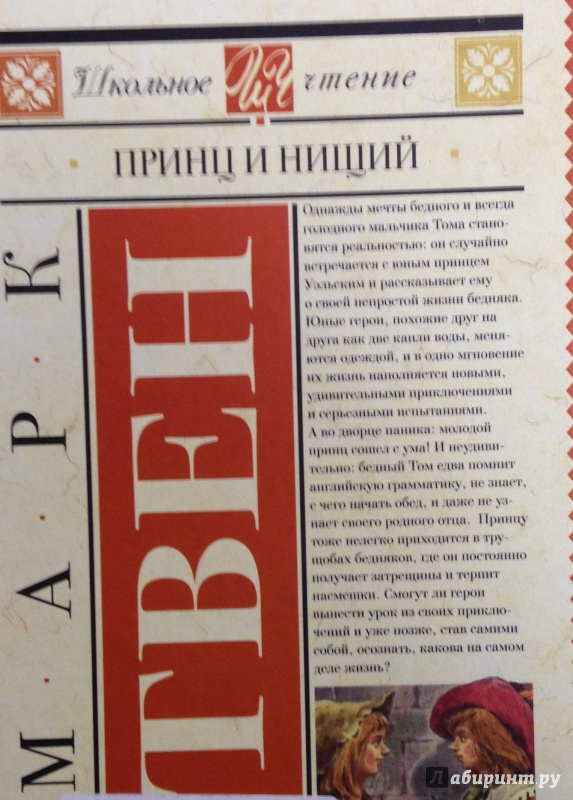 Школьное чтение
ПРИНЦ И НИЩИЙ
МАРК
ТВЕН
Однажды мечты бедного и всегда
голодного мальчика Тома стано-
вятся реальностью: он случайно
встречается с юным принцем
Уэльским и рассказывает ему
о своей непростой жизни бедняка.
Юные герои, похожие друг на
друга как две капли воды, меня-
ются одеждой, и в одно мгновение
их жизнь наполняется новыми,
удивительными приключениями
и серьезными испытаниями.
А во дворце паника: молодой
принц сошел с ума! И неудиви-
тельно: бедный Том едва помнит
английскую грамматику, не знает,
с чего начать обед, и даже не уз-
нает своего родного отца. Принцу
тоже нелегко приходится в тру-
щобах бедняков, где он постоянно
получает затрещины и терпит
насмешки. Смогут ли герои
вынести урок из своих приклю-
чений и уже позже, став самими
собой, осознать, какова на самом
деле жизнь?
Лабиринт.ру